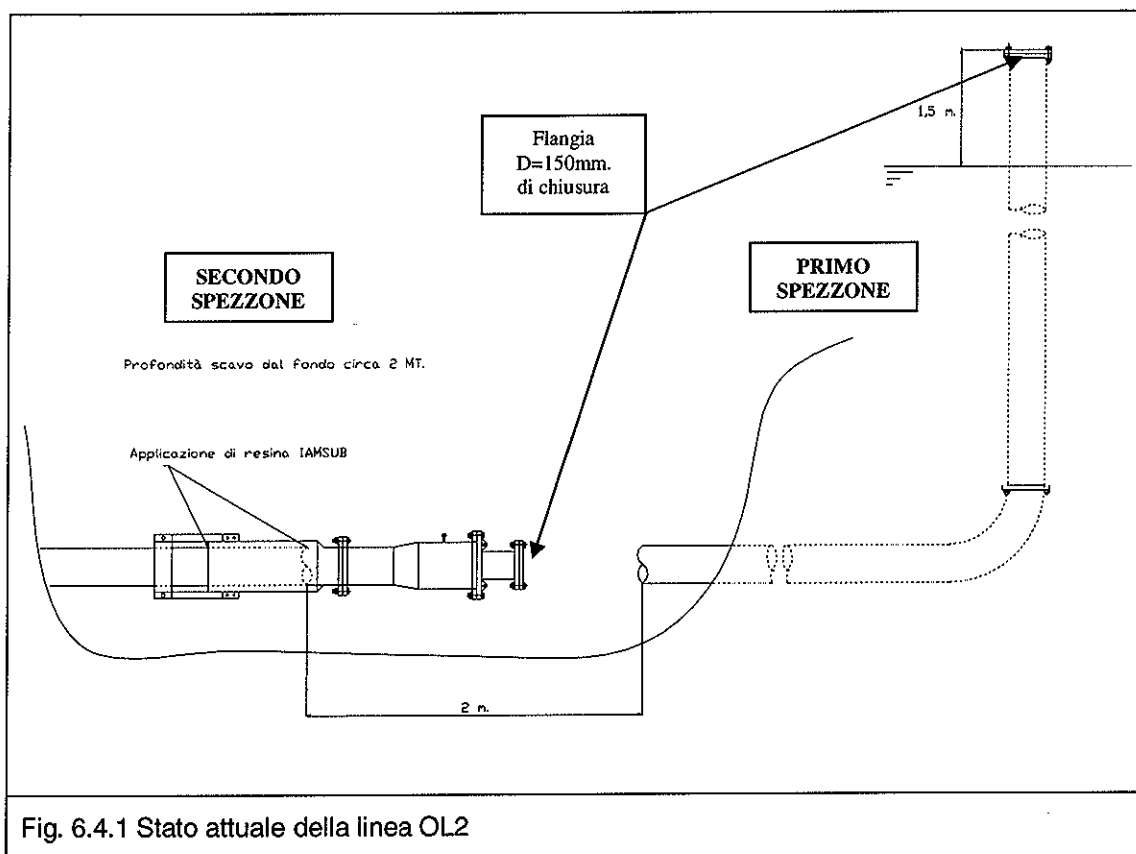 1,5 m.
Flangia
D=150mm.
di chiusura
SECONDO
SPEZZONE
PRIMO
SPEZZONE
Profondità scavo dal fondo circa 2 MT.
Applicazione di resina IAMSUB
2 m.
Fig. 6.4.1 Stato attuale della linea OL2